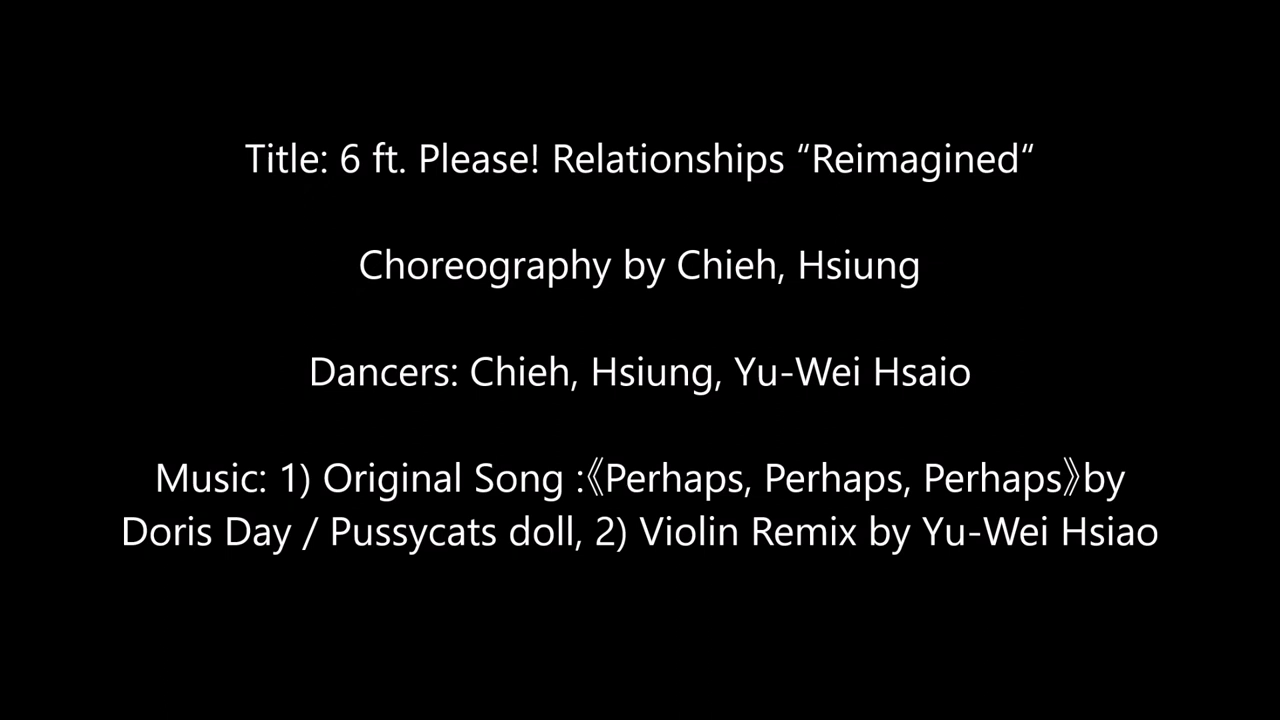 Title: 6 ft. Please! Relationships “Reimagined“
Choreography by Chieh, Hsiung
Dancers: Chieh, Hsiung, Yu-Wei Hsaio
Music: 1) Original Song :《Perhaps, Perhaps, Perhaps》by
Doris Day / Pussycats doll, 2) Violin Remix by Yu-Wei Hsiao